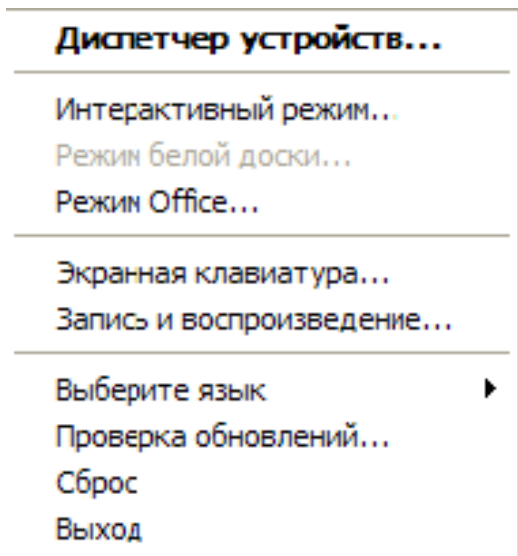 Диспетчер устройств...
Интерактивный режим...
Режим белой доски...
Режим Office...
Экранная клавиатура...
Запись и воспроизведение...
Выберите язык
Проверка обновлений...
Сброс
Выход